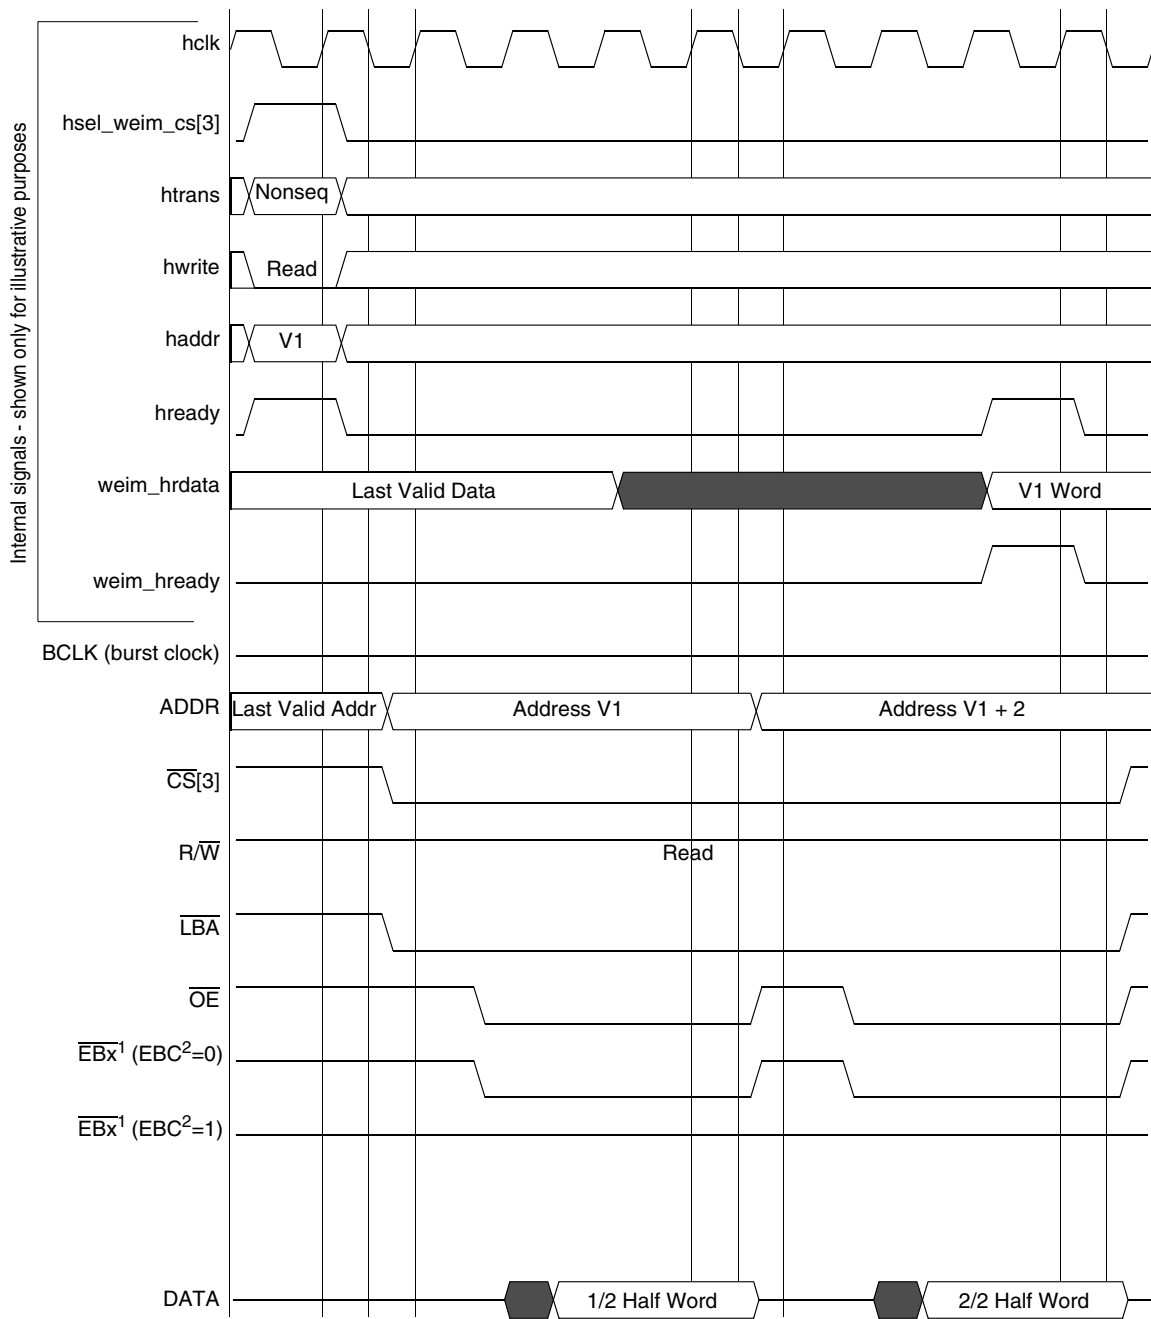 Internal signals - shown only for illustrative purposes
hclk
hsel_weim_cs[3]
htrans Nonseq
hwrite Read
haddr V1
hready
weim_hrdata Last Valid Data V1 Word
weim_hready
BCLK (burst clock)
ADDR Last Valid Addr Address V1 Address V1 + 2
CS[3]
R/W Read
LBA
OE
EBx1 (EBC2=0)
EBx1 (EBC2=1)
DATA 1/2 Half Word 2/2 Half Word